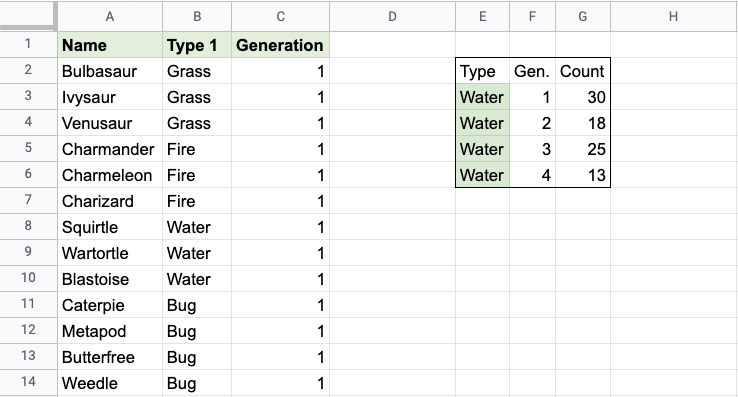 A B C D E F G H
1 Name Type 1 Generation
2 Bulbasaur Grass 1 Type Gen. Count
3 Ivysaur Grass 1 Water 1 30
4 Venusaur Grass 1 Water 2 18
5 Charmander Fire 1 Water 3 25
6 Charmeleon Fire 1 Water 4 13
7 Charizard Fire 1
8 Squirtle Water 1
9 Wartortle Water 1
10 Blastoise Water 1
11 Caterpie Bug 1
12 Metapod Bug 1
13 Butterfree Bug 1
14 Weedle Bug 1